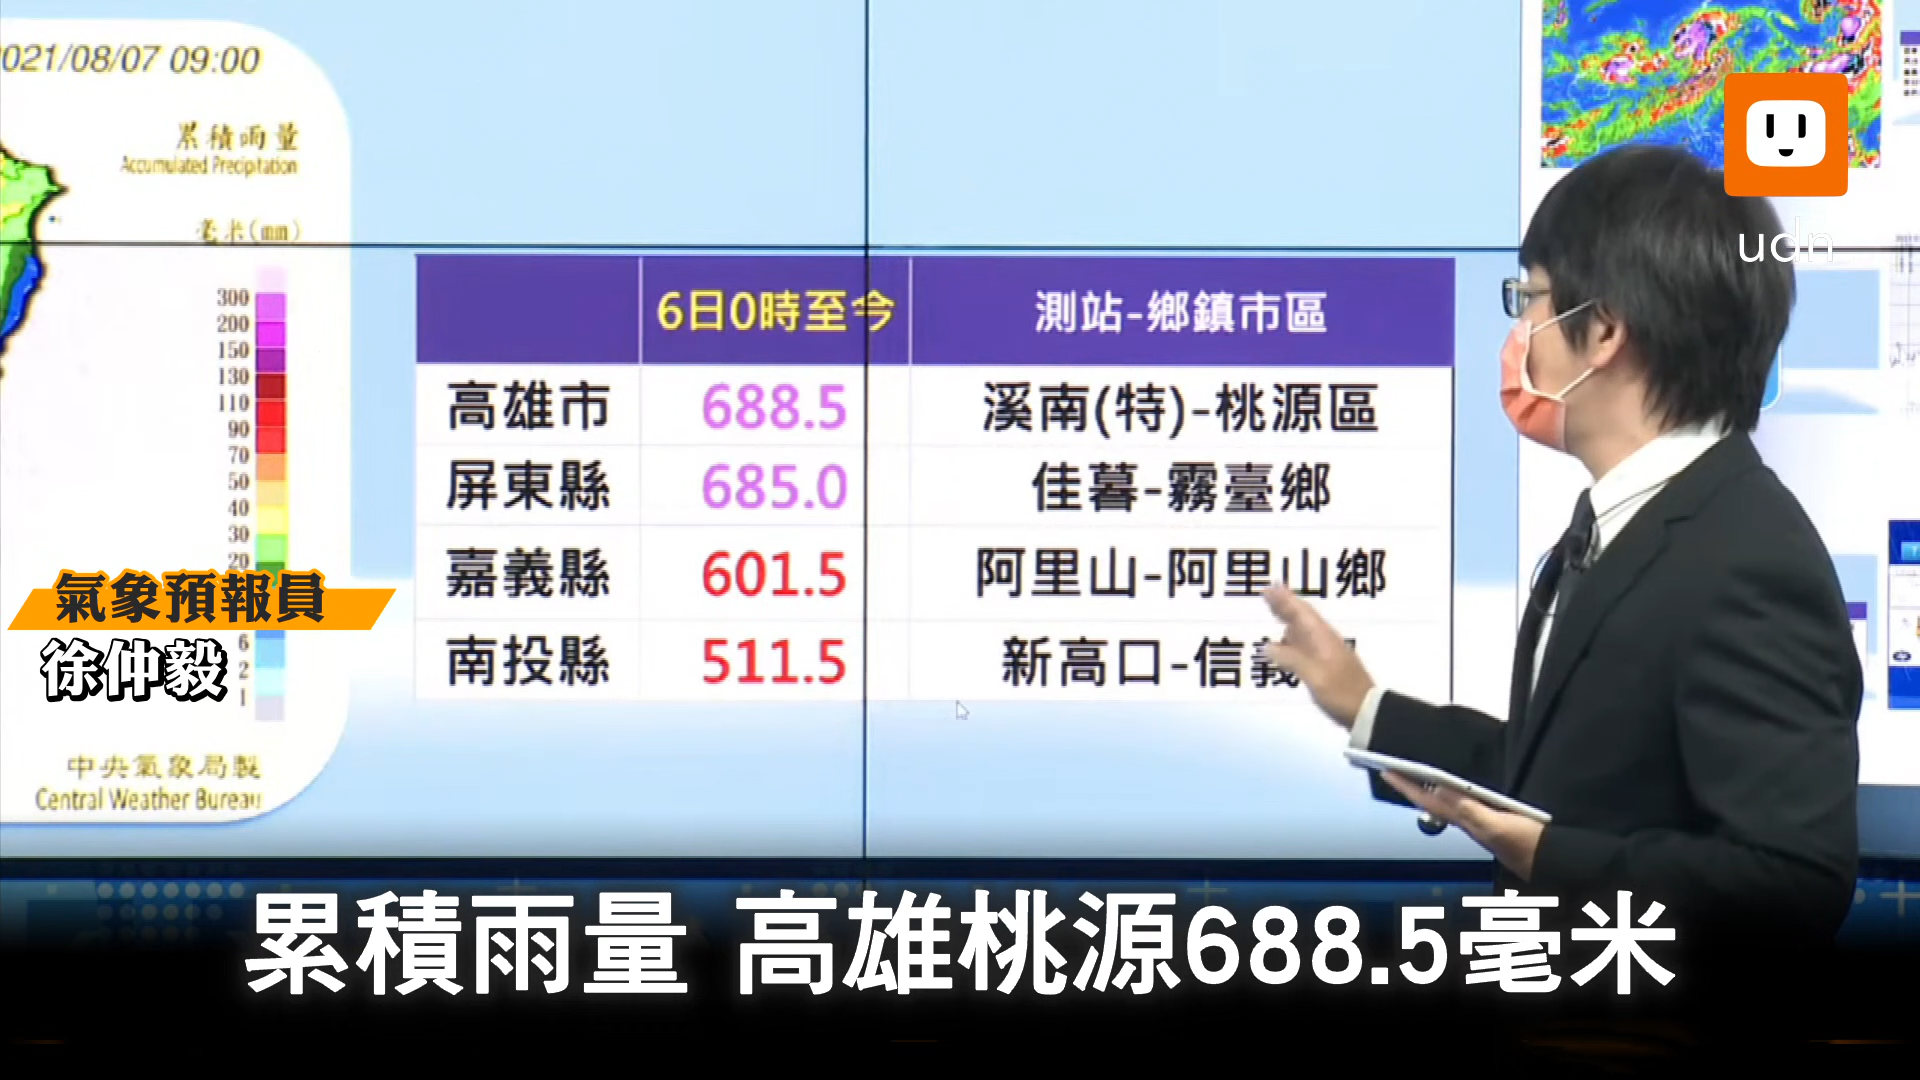 021/08/07 09:00
累積雨量
Accumulated Precipitation
毫米(mm)
300
200
150
130
110
90
70
50
40
30
20
6
2
1
中央氣象局製
Central Weather Bureau
6日0時至今 測站-鄉鎮市區
高雄市 688.5 溪南(特)-桃源區
屏東縣 685.0 佳暮-霧臺鄉
嘉義縣 601.5 阿里山-阿里山鄉
南投縣 511.5 新高口-信義
udn
氣象預報員
徐仲毅
累積雨量 高雄桃源688.5毫米